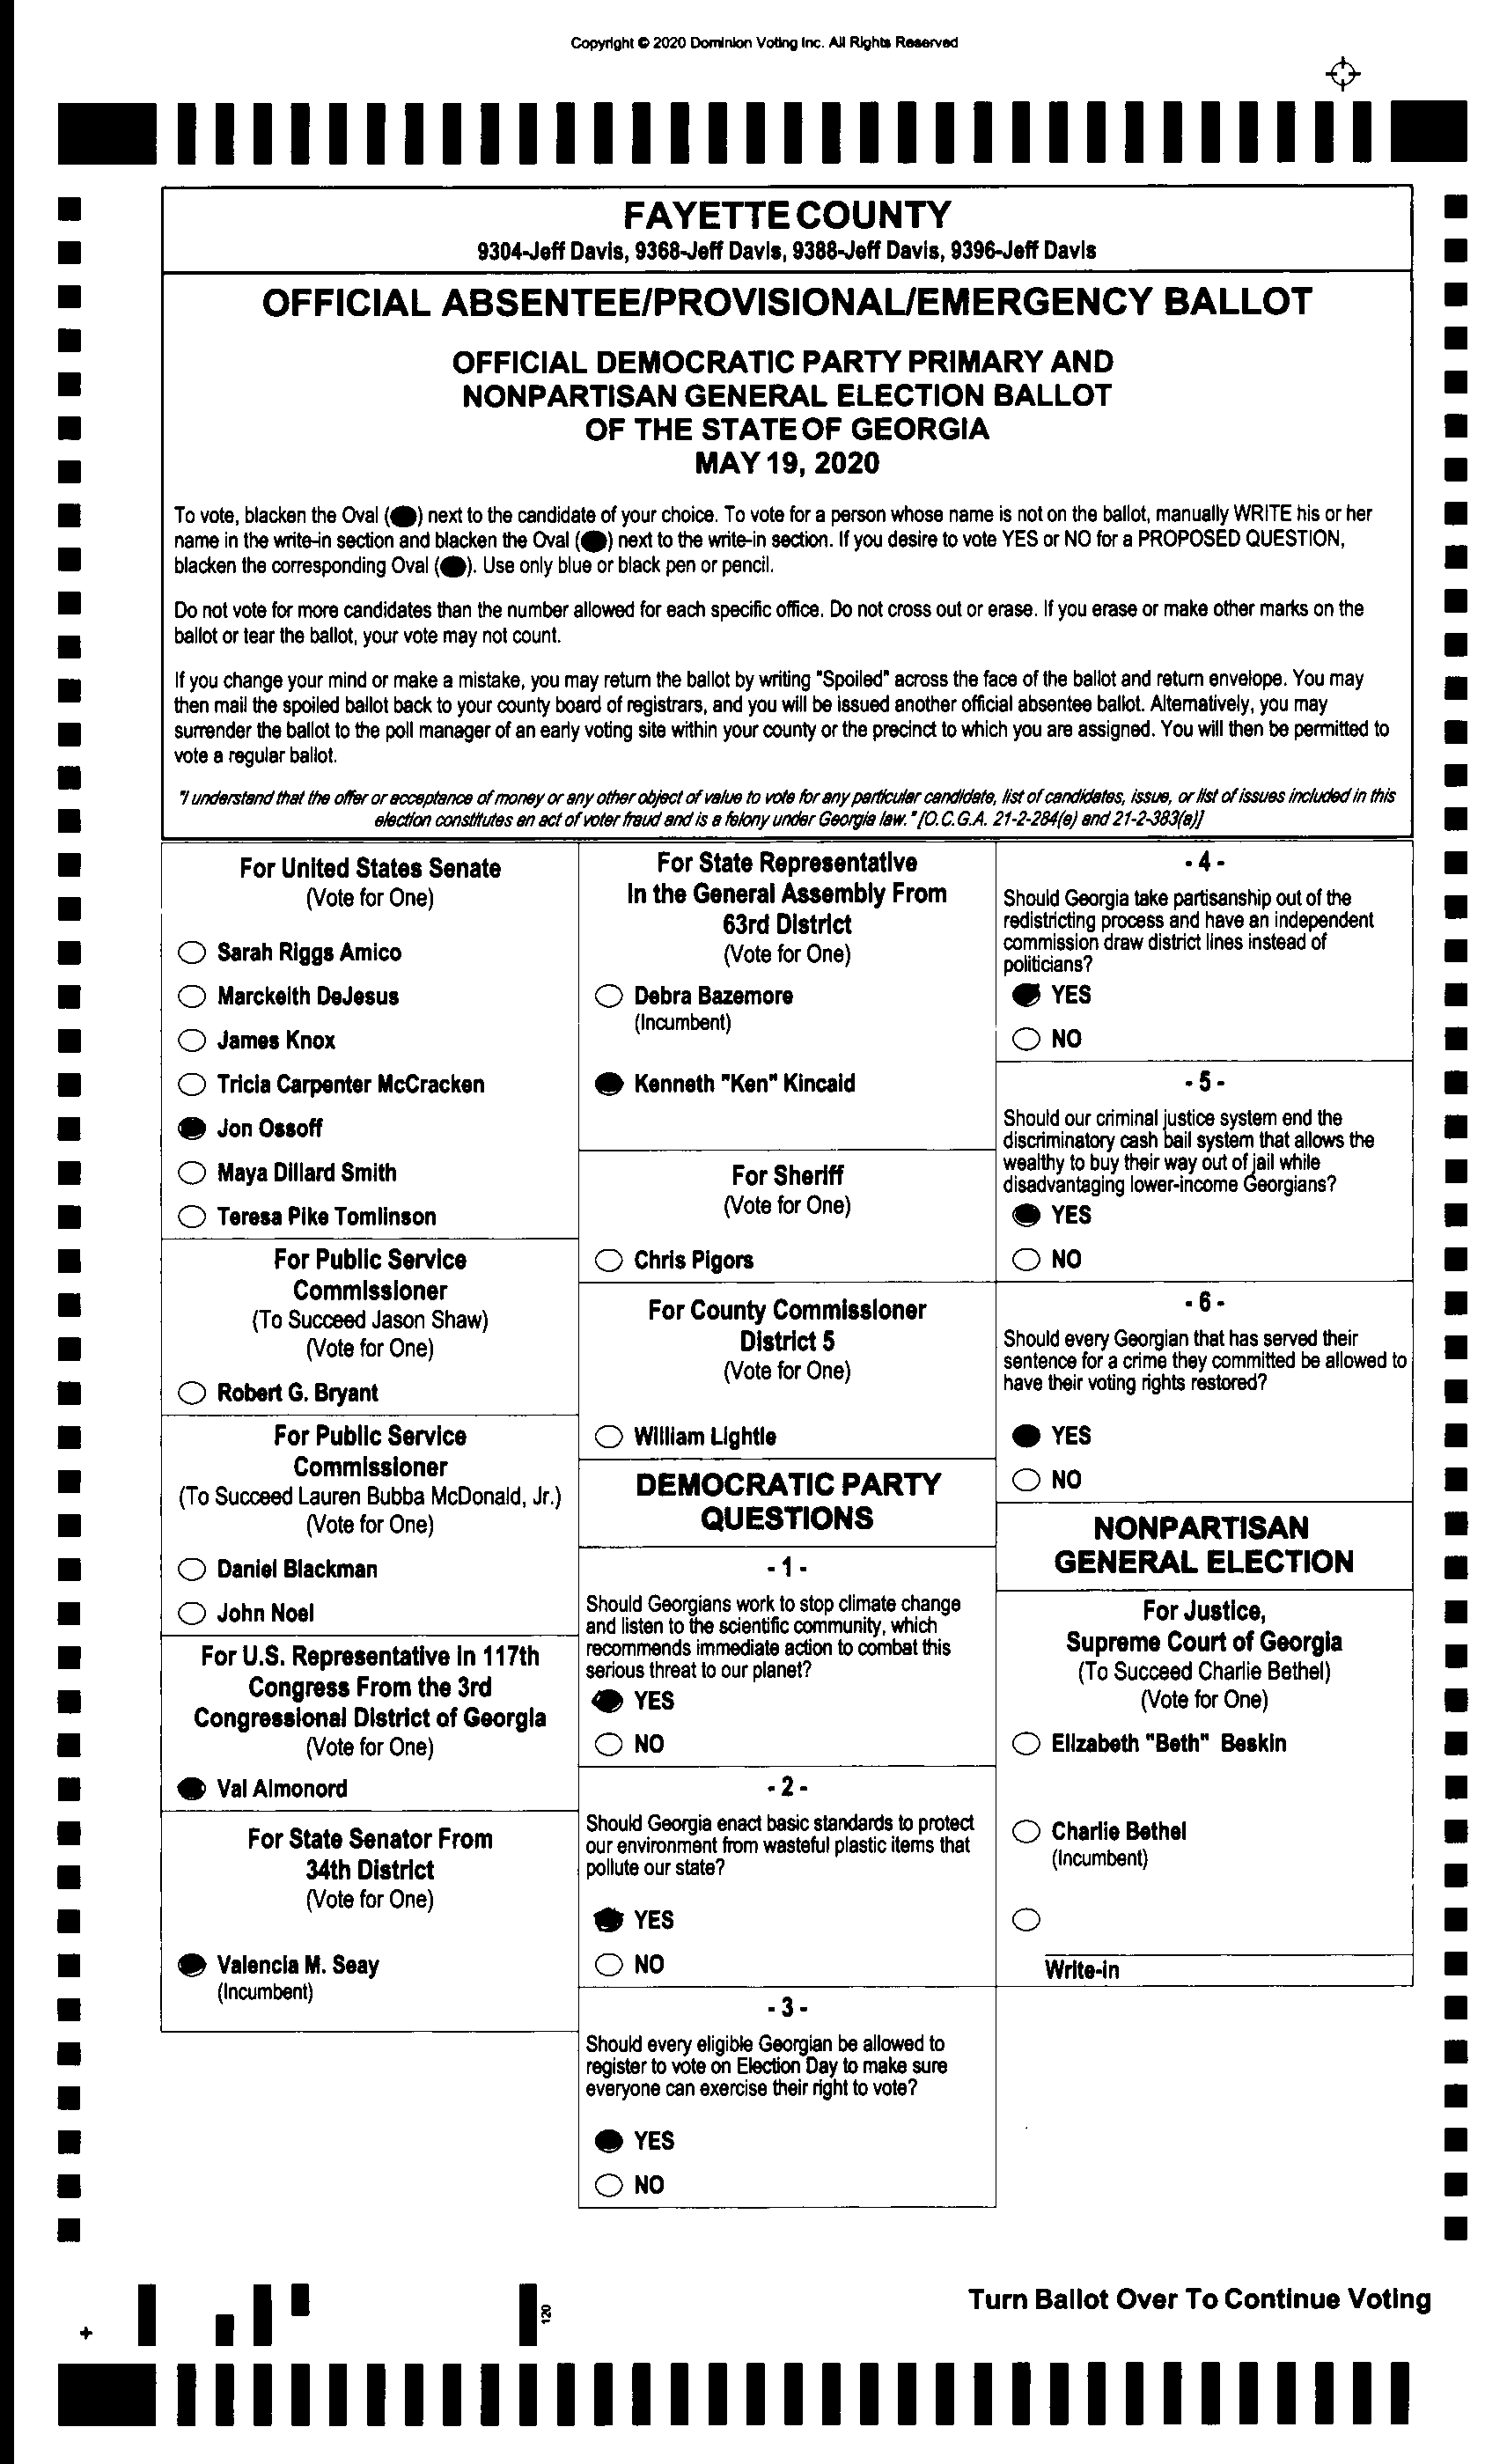 Copyright © 2020 Dominion Voting Inc. All Rights Reserved
FAYETTE COUNTY
9304-Jeff Davis, 9368-Jeff Davis, 9388-Jeff Davis, 9396-Jeff Davis
OFFICIAL ABSENTEE/PROVISIONAL/EMERGENCY BALLOT
OFFICIAL DEMOCRATIC PARTY PRIMARY AND
NONPARTISAN GENERAL ELECTION BALLOT
OF THE STATE OF GEORGIA
MAY 19, 2020
To vote, blacken the Oval (⬬) next to the candidate of your choice. To vote for a person whose name is not on the ballot, manually WRITE his or her
name in the write-in section and blacken the Oval (⬬) next to the write-in section. If you desire to vote YES or NO for a PROPOSED QUESTION,
blacken the corresponding Oval (⬬). Use only blue or black pen or pencil.
Do not vote for more candidates than the number allowed for each specific office. Do not cross out or erase. If you erase or make other marks on the
ballot or tear the ballot, your vote may not count.
If you change your mind or make a mistake, you may return the ballot by writing "Spoiled" across the face of the ballot and return envelope. You may
then mail the spoiled ballot back to your county board of registrars, and you will be issued another official absentee ballot. Alternatively, you may
surrender the ballot to the poll manager of an early voting site within your county or the precinct to which you are assigned. You will then be permitted to
vote a regular ballot.
"I understand that the offer or acceptance of money or any other object of value to vote for any particular candidate, list of candidates, issue, or list of issues included in this
election constitutes an act of voter fraud and is a felony under Georgia law." [O.C.G.A. 21-2-284(e) and 21-2-383(a)]
For United States Senate
(Vote for One)
Sarah Riggs Amico
Marckeith DeJesus
James Knox
Tricia Carpenter McCracken
Jon Ossoff
Maya Dillard Smith
Teresa Pike Tomlinson
For Public Service
Commissioner
(To Succeed Jason Shaw)
(Vote for One)
Robert G. Bryant
For Public Service
Commissioner
(To Succeed Lauren Bubba McDonald, Jr.)
(Vote for One)
Daniel Blackman
John Noel
For U.S. Representative in 117th
Congress From the 3rd
Congressional District of Georgia
(Vote for One)
Val Almonord
For State Senator From
34th District
(Vote for One)
Valencia M. Seay
(Incumbent)
For State Representative
In the General Assembly From
63rd District
(Vote for One)
Debra Bazemore
(Incumbent)
Kenneth "Ken" Kincaid
For Sheriff
(Vote for One)
Chris Pigors
For County Commissioner
District 5
(Vote for One)
William Lightle
DEMOCRATIC PARTY
QUESTIONS
- 1 -
Should Georgians work to stop climate change
and listen to the scientific community, which
recommends immediate action to combat this
serious threat to our planet?
YES
NO
- 2 -
Should Georgia enact basic standards to protect
our environment from wasteful plastic items that
pollute our state?
YES
NO
- 3 -
Should every eligible Georgian be allowed to
register to vote on Election Day to make sure
everyone can exercise their right to vote?
YES
NO
- 4 -
Should Georgia take partisanship out of the
redistricting process and have an independent
commission draw district lines instead of
politicians?
YES
NO
- 5 -
Should our criminal justice system end the
discriminatory cash bail system that allows the
wealthy to buy their way out of jail while
disadvantaging lower-income Georgians?
YES
NO
- 6 -
Should every Georgian that has served their
sentence for a crime they committed be allowed to
have their voting rights restored?
YES
NO
NONPARTISAN
GENERAL ELECTION
For Justice,
Supreme Court of Georgia
(To Succeed Charlie Bethel)
(Vote for One)
Elizabeth "Beth" Beskin
Charlie Bethel
(Incumbent)
Write-in
Turn Ballot Over To Continue Voting
120